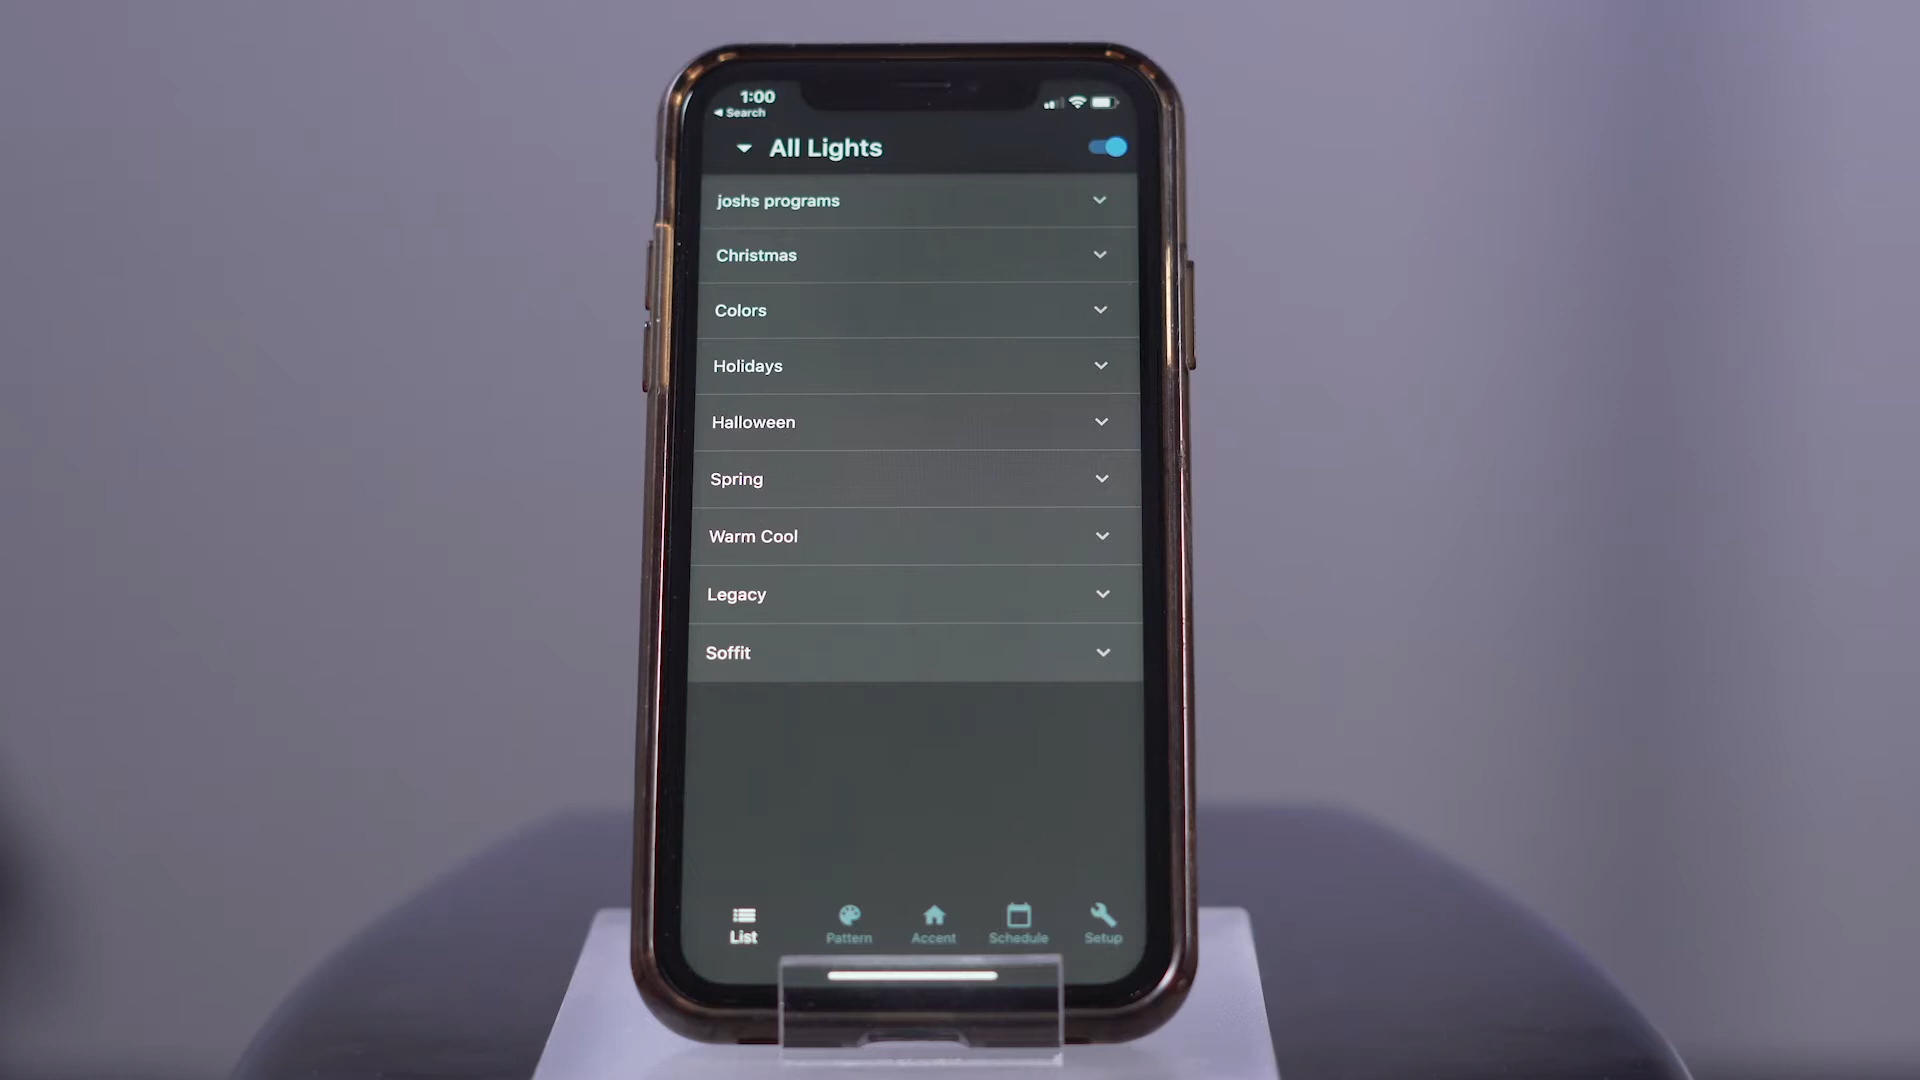 1:00
Search
All Lights
joshs programs
Christmas
Colors
Holidays
Halloween
Spring
Warm Cool
Legacy
Soffit
List
Pattern
Accent
Schedule
Setup